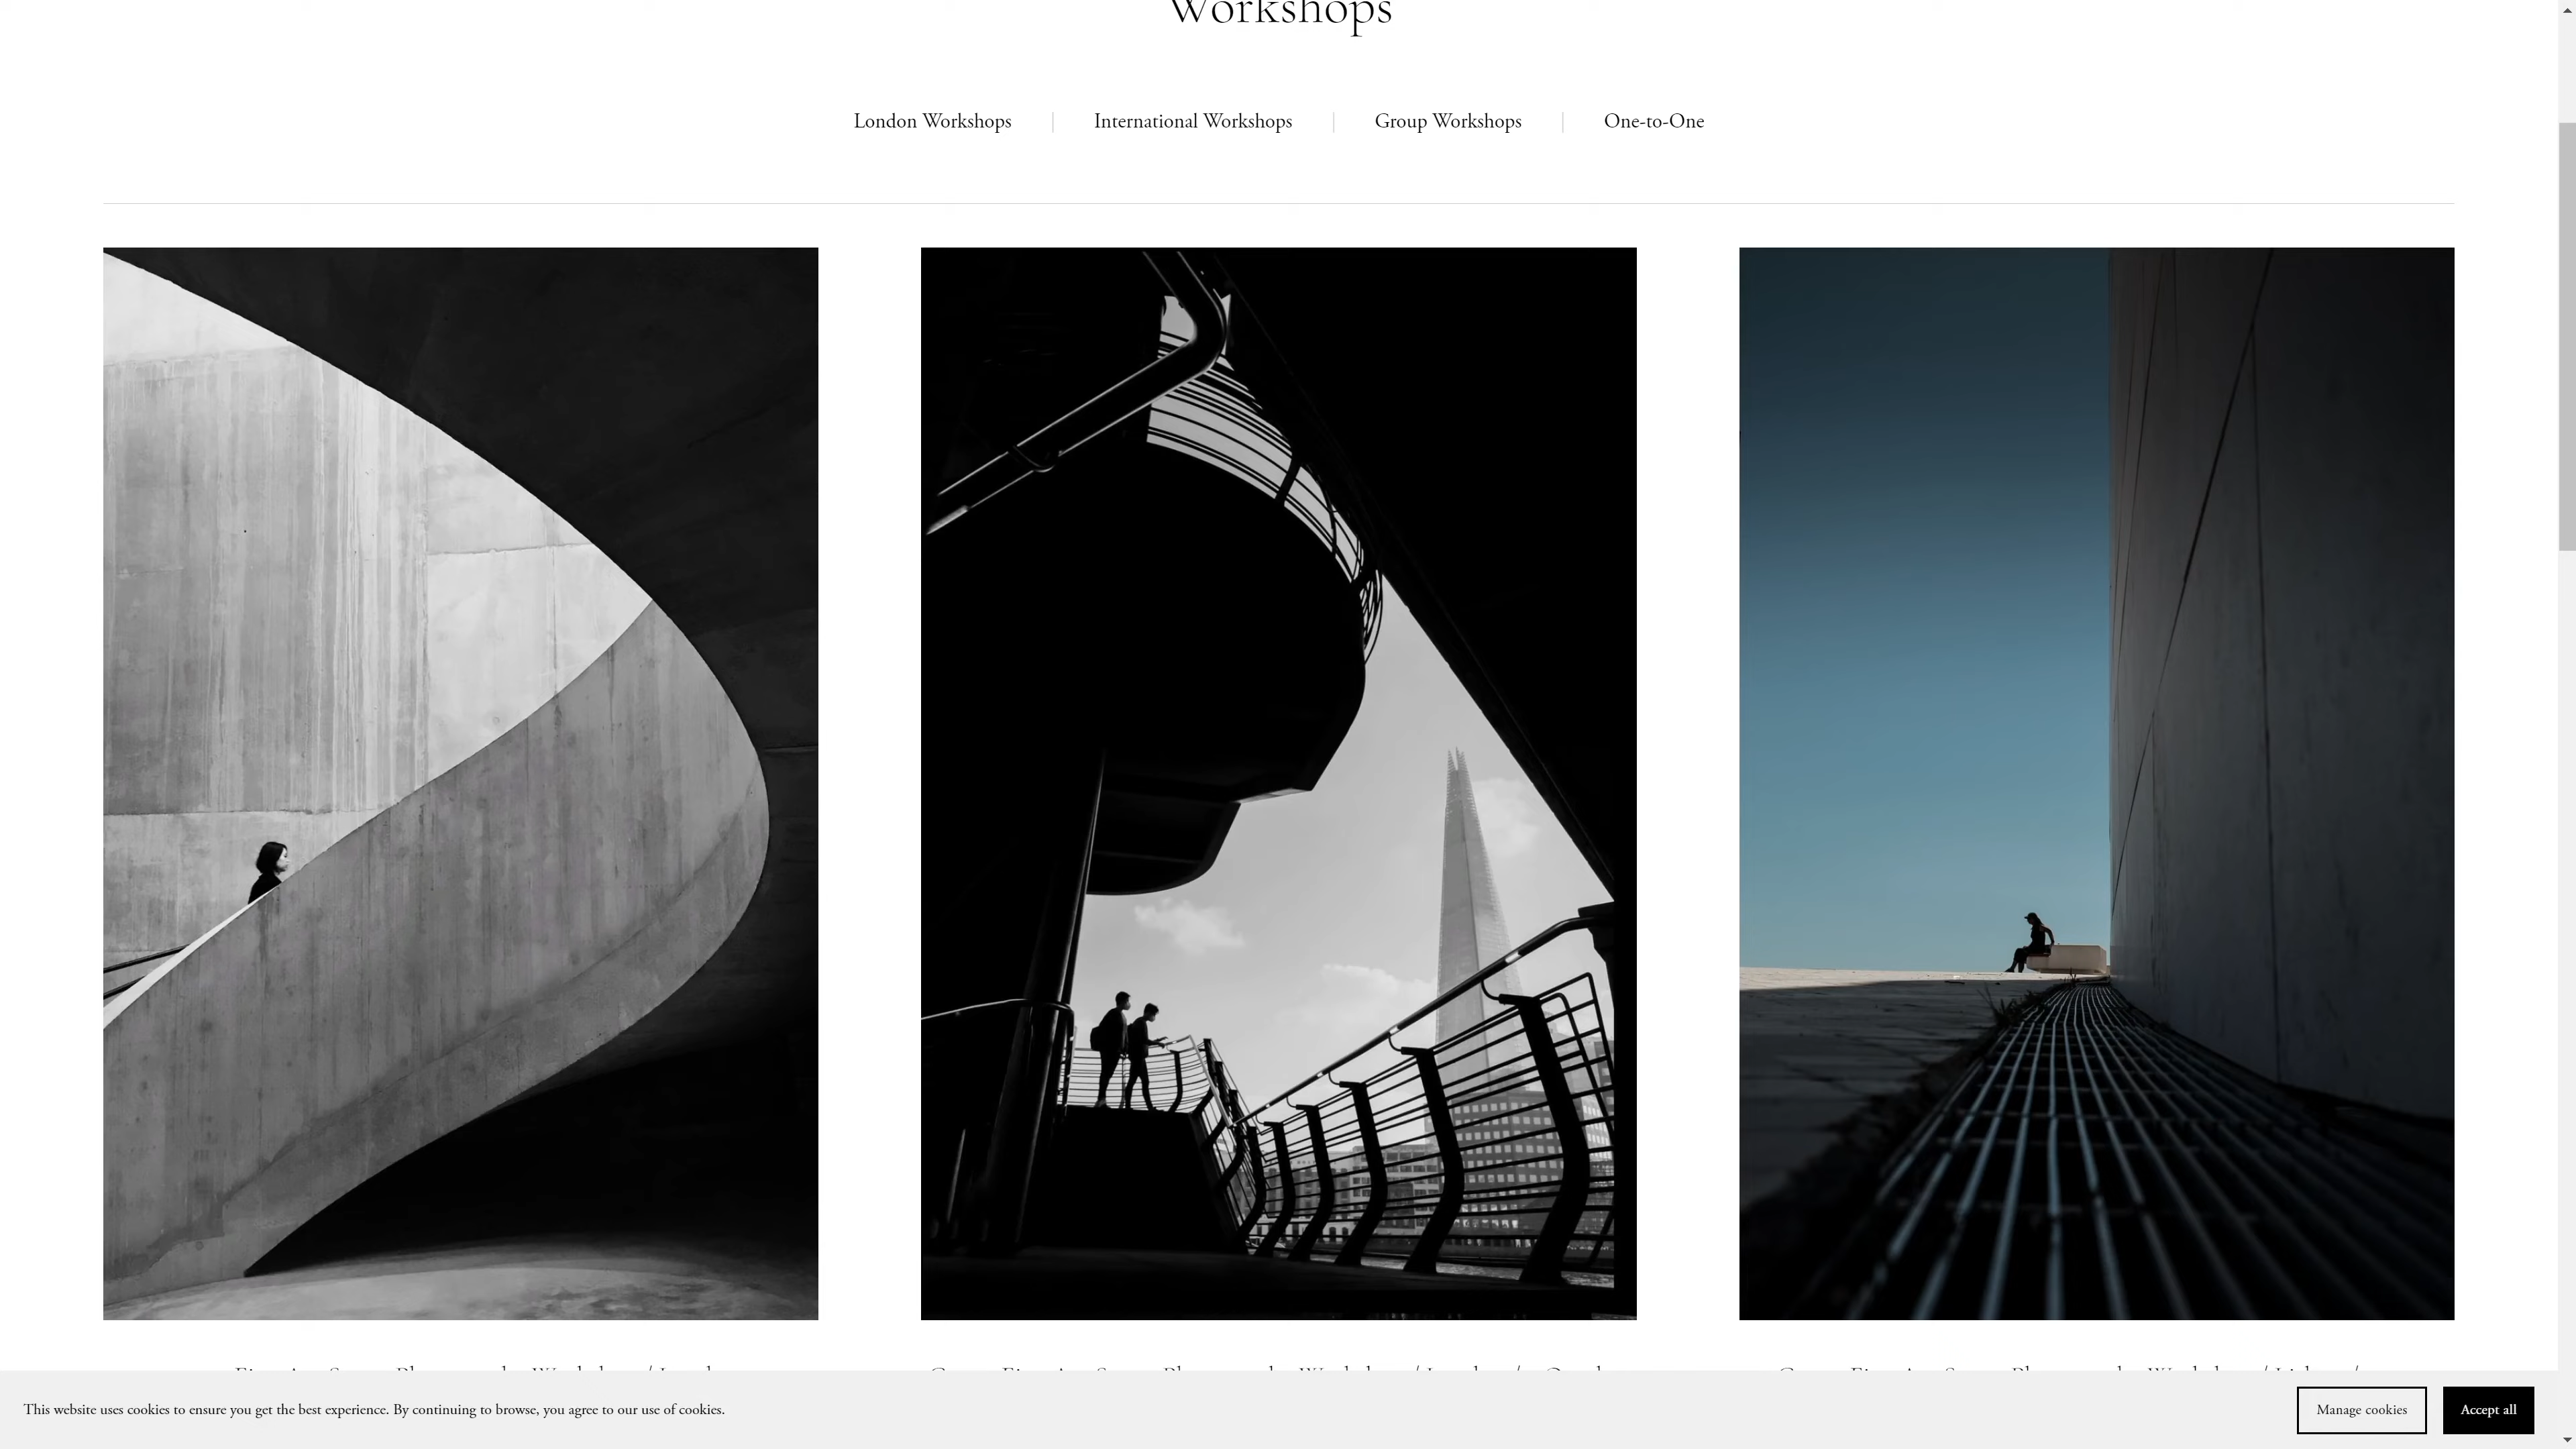 Workshops
London Workshops
International Workshops
Group Workshops
One-to-One
This website uses cookies to ensure you get the best experience. By continuing to browse, you agree to our use of cookies.
Manage cookies
Accept all